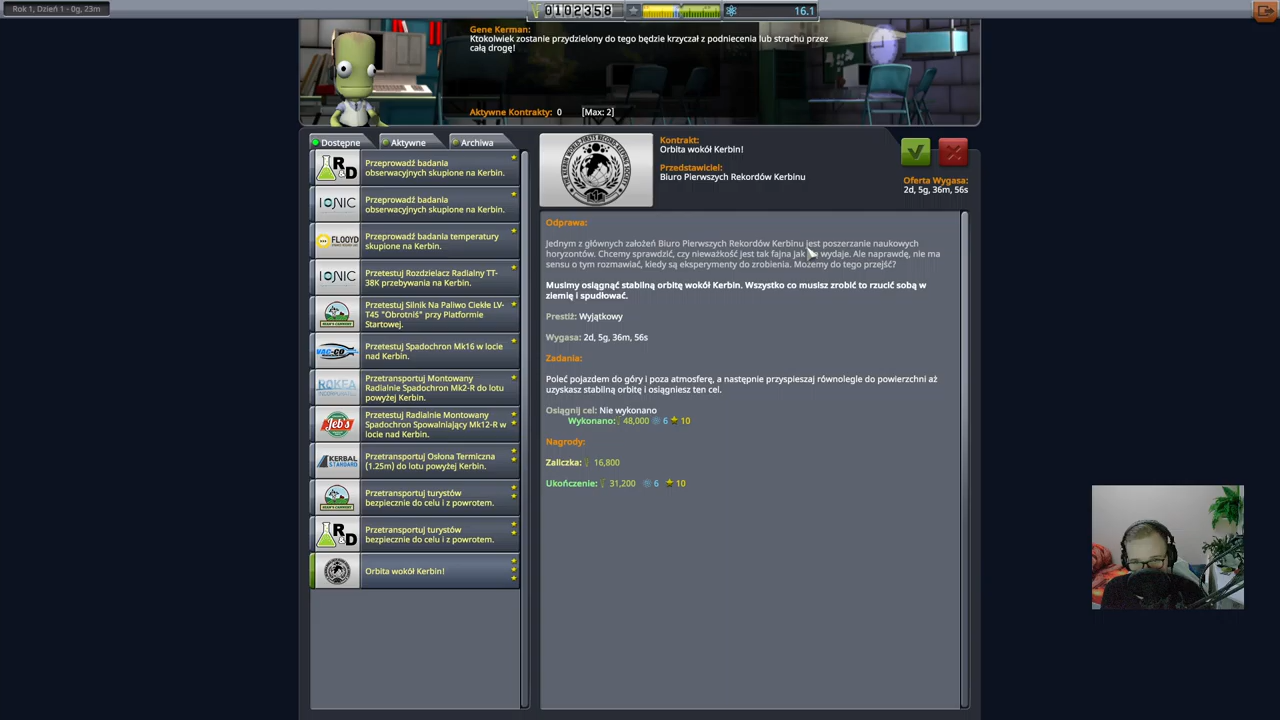 Rok 1, Dzień 1 - 0g, 23m
0102358
16.1
Gene Kerman:
Ktokolwiek zostanie przydzielony do tego będzie krzyczał z podniecenia lub strachu przez
całą drogę!
Aktywne Kontrakty: 0 [Max: 2]
Dostępne
Aktywne
Archiwa
R&D
Przeprowadź badania
obserwacyjnych skupione na Kerbin.
IONIC
Przeprowadź badania
obserwacyjnych skupione na Kerbin.
FLOOYD
Przeprowadź badania temperatury
skupione na Kerbin.
IONIC
Przetestuj Rozdzielacz Radialny TT-
38K przebywania na Kerbin.
Przetestuj Silnik Na Paliwo Ciekłe LV-
T45 "Obrotniś" przy Platformie
Startowej.
VAC-CO
Przetestuj Spadochron Mk16 w locie
nad Kerbin.
ROKEA
INCORPORATED
Przetransportuj Montowany
Radialnie Spadochron Mk2-R do lotu
powyżej Kerbin.
Jeb's
Przetestuj Radialnie Montowany
Spadochron Spowalniający Mk12-R w
locie nad Kerbin.
KERBAL
STANDARD
Przetransportuj Osłona Termiczna
(1.25m) do lotu powyżej Kerbin.
Przetransportuj turystów
bezpiecznie do celu i z powrotem.
R&D
Przetransportuj turystów
bezpiecznie do celu i z powrotem.
Orbita wokół Kerbin!
Kontrakt:
Orbita wokół Kerbin!
Przedstawiciel:
Biuro Pierwszych Rekordów Kerbinu
Oferta Wygasa:
2d, 5g, 36m, 56s
Odprawa:
Jednym z głównych założeń Biuro Pierwszych Rekordów Kerbinu jest poszerzanie naukowych
horyzontów. Chcemy sprawdzić, czy nieważkość jest tak fajna jak wydaje. Ale naprawdę, nie ma
sensu o tym rozmawiać, kiedy są eksperymenty do zrobienia. Możemy do tego przejść?
Musimy osiągnąć stabilną orbitę wokół Kerbin. Wszystko co musisz zrobić to rzucić sobą w
ziemię i spudłować.
Prestiż: Wyjątkowy
Wygasa: 2d, 5g, 36m, 56s
Zadania:
Poleć pojazdem do góry i poza atmosferę, a następnie przyspieszaj równolegle do powierzchni aż
uzyskasz stabilną orbitę i osiągniesz ten cel.
Osiągnij cel: Nie wykonano
Wykonano: 48,000 6 10
Nagrody:
Zaliczka: 16,800
Ukończenie: 31,200 6 10